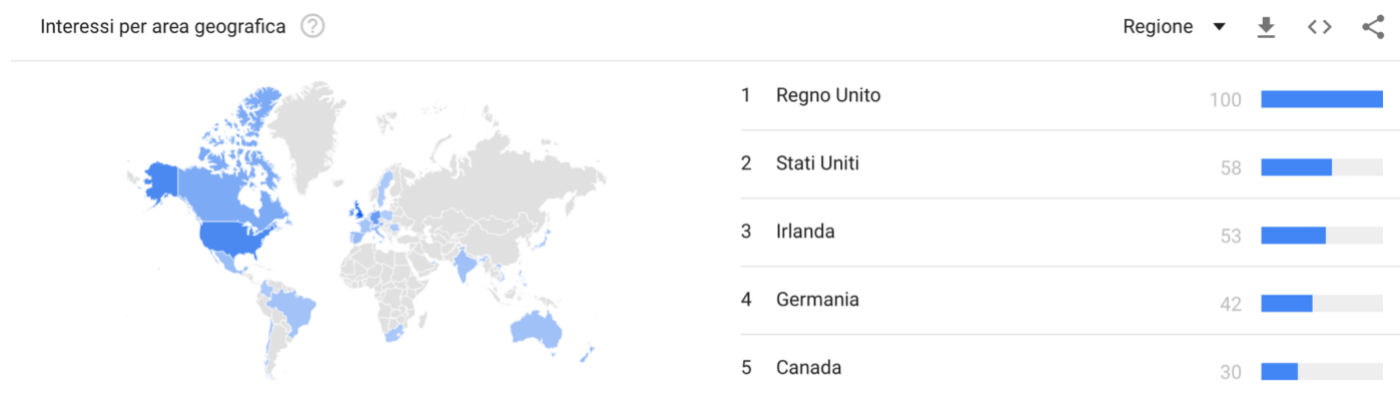 Interessi per area geografica ?
Regione
1 Regno Unito 100
2 Stati Uniti 58
3 Irlanda 53
4 Germania 42
5 Canada 30